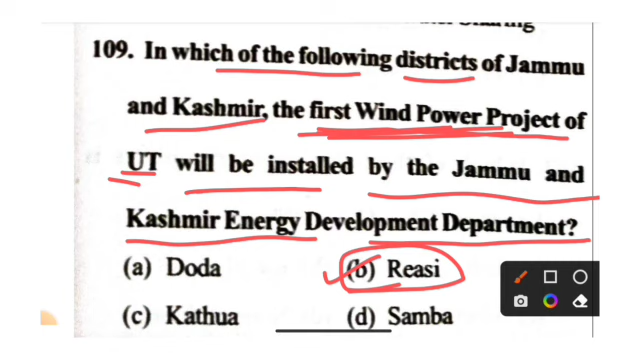 109. In which of the following districts of Jammu
and Kashmir, the first Wind Power Project of
UT will be installed by the Jammu and
Kashmir Energy Development Department?
(a) Doda (b) Reasi
(c) Kathua (d) Samba